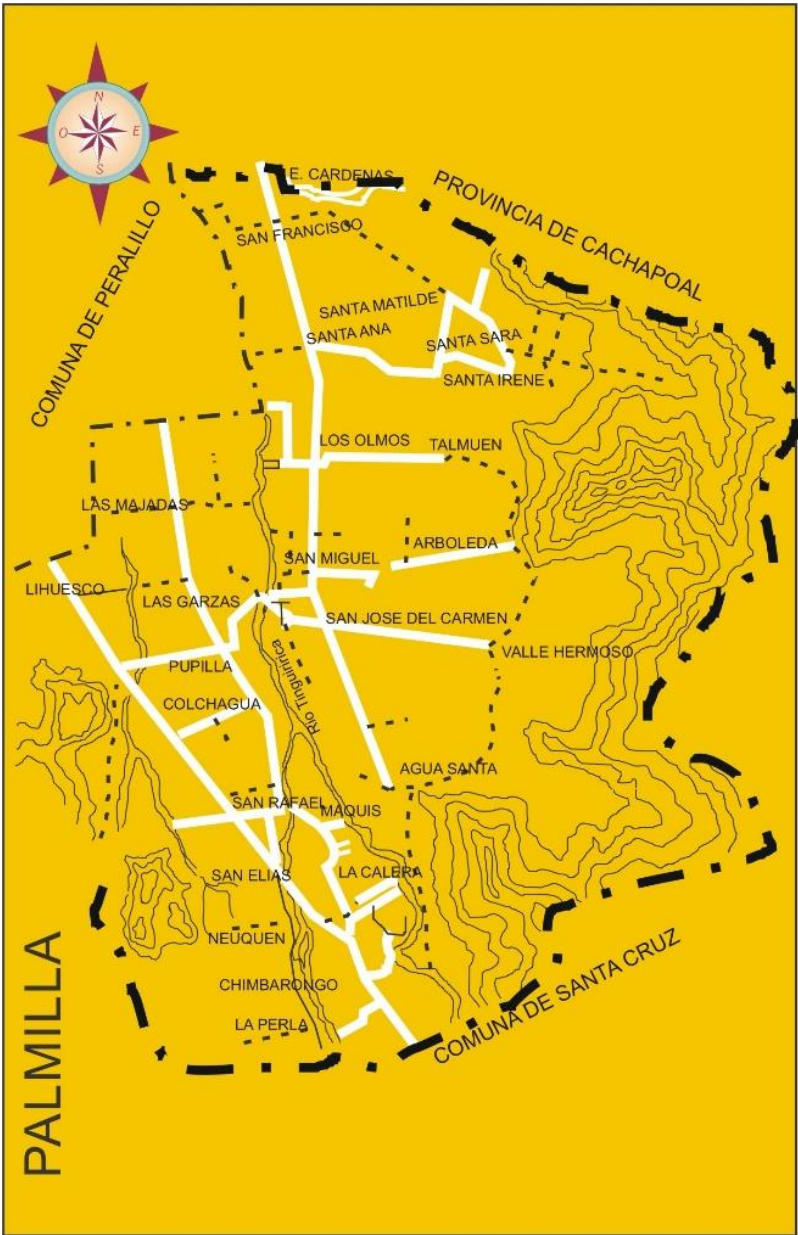 N
O
E
S
E. CARDENAS
PROVINCIA DE CACHAPOAL
COMUNA DE PERALILLO
SAN FRANCISCO
SANTA MATILDE
SANTA ANA
SANTA SARA
SANTA IRENE
LOS OLMOS
TALMUEN
LAS MAJADAS
ARBOLEDA
SAN MIGUEL
LIHUESCO
LAS GARZAS
SAN JOSE DEL CARMEN
VALLE HERMOSO
PUPILLA
Rio Tinguiririca
COLCHAGUA
AGUA SANTA
SAN RAFAEL
MAQUIS
SAN ELIAS
LA CALERA
NEUQUEN
CHIMBARONGO
LA PERLA
COMUNA DE SANTA CRUZ
PALMILLA